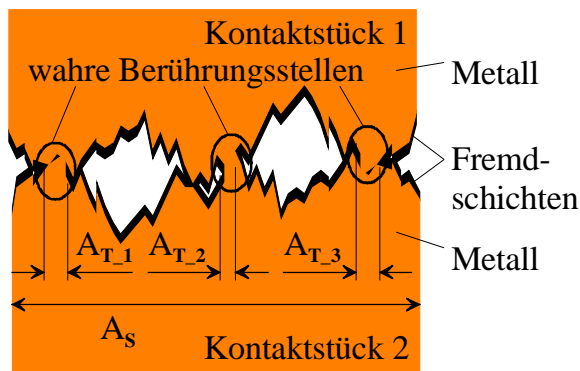 Kontaktstück 1
wahre Berührungsstellen
Metall
Fremd-
schichten
A_T_1 A_T_2 A_T_3
Metall
A_S
Kontaktstück 2